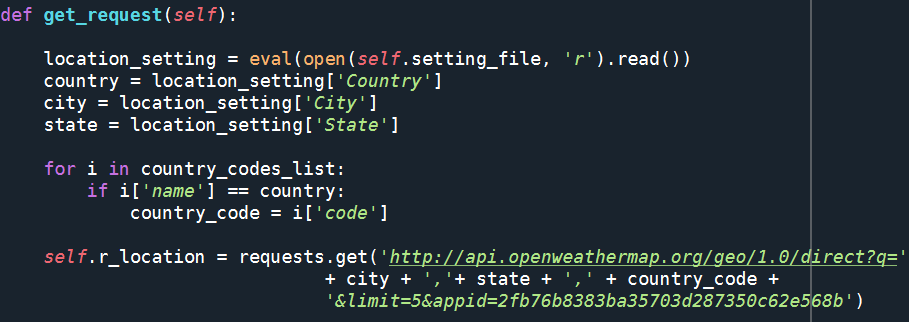 def get_request(self):
location_setting = eval(open(self.setting_file, 'r').read())
country = location_setting['Country']
city = location_setting['City']
state = location_setting['State']
for i in country_codes_list:
if i['name'] == country:
country_code = i['code']
self.r_location = requests.get('http://api.openweathermap.org/geo/1.0/direct?q='
+ city + ','+ state + ',' + country_code +
'&limit=5&appid=2fb76b8383ba35703d287350c62e568b')